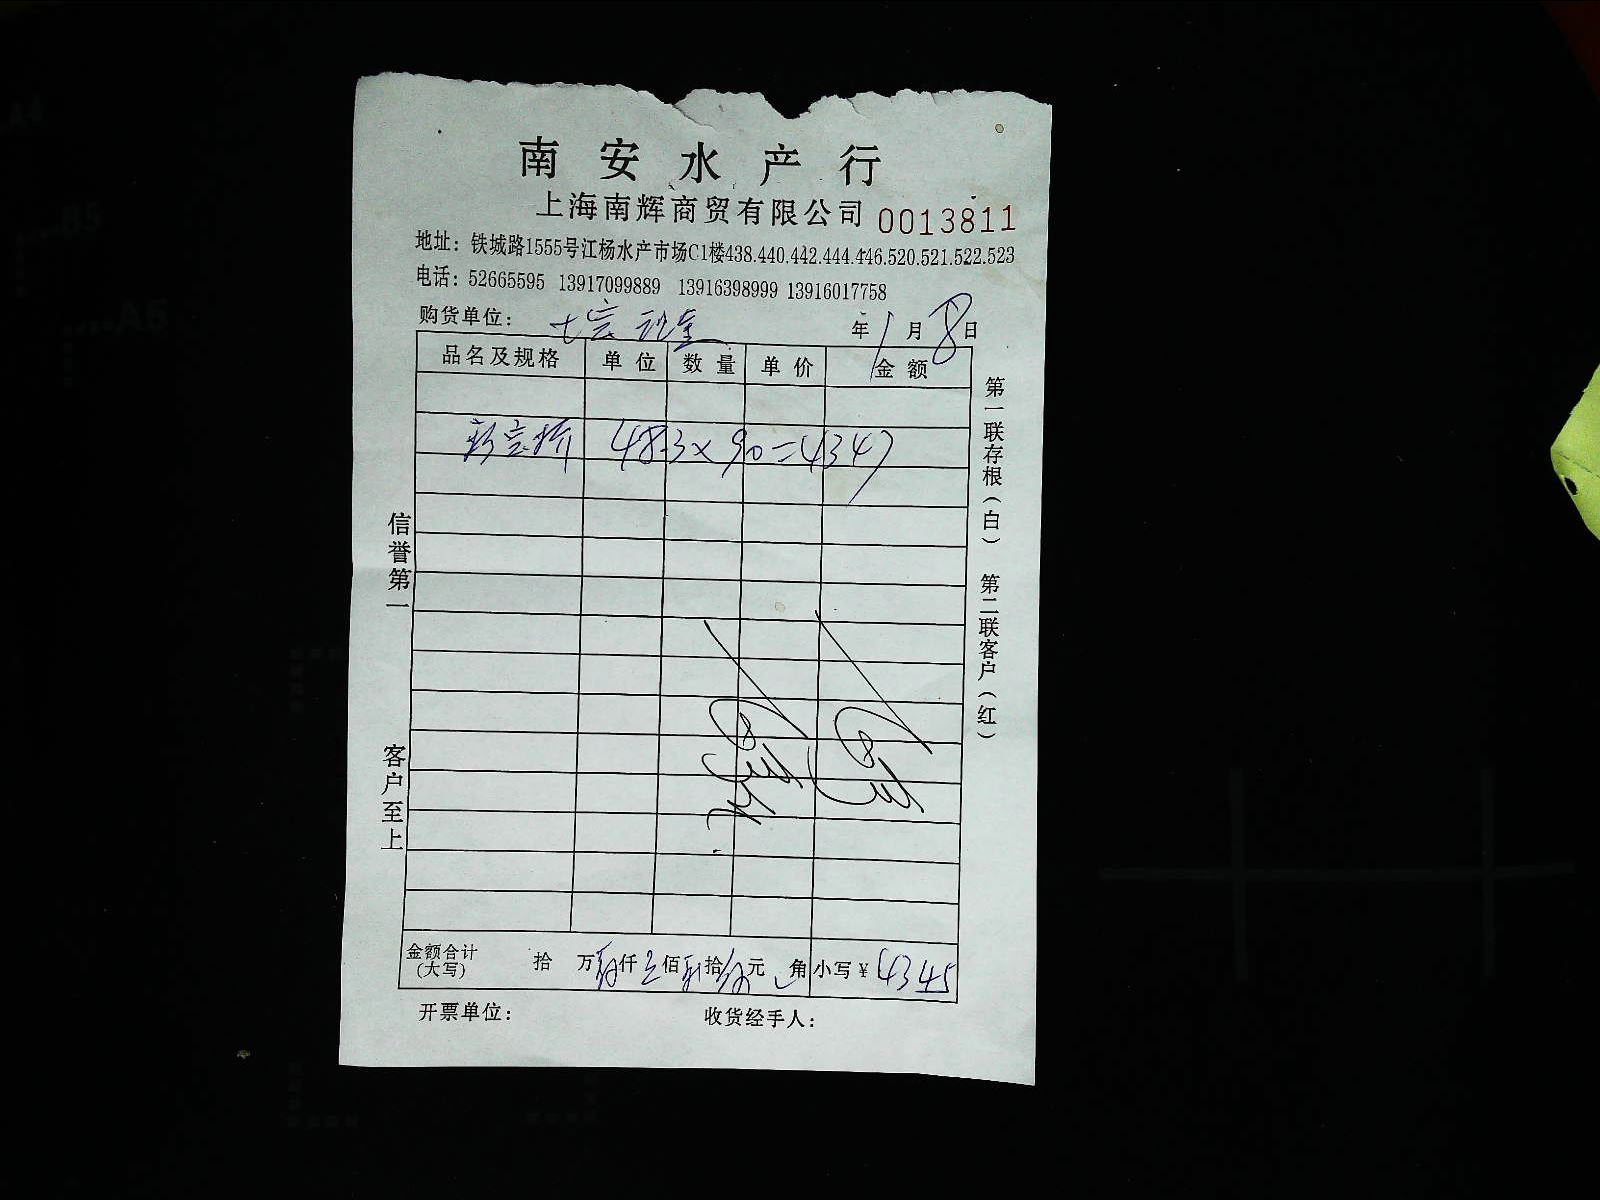 南安水产行
上海南辉商贸有限公司 0013811
地址：铁城路1555号江杨水产市场C1楼438.440.442.444.446.520.521.522.523
电话：52665595 13917099889 13916398999 13916017758
购货单位： 年1月8日
品名及规格 单位 数量 单价 金额
48.3×90=4347
金额合计（大写） 拾 万 仟 佰 拾 元 角 小写￥4345
开票单位： 收货经手人：
信誉第一 客户至上
第一联存根（白） 第二联客户（红）